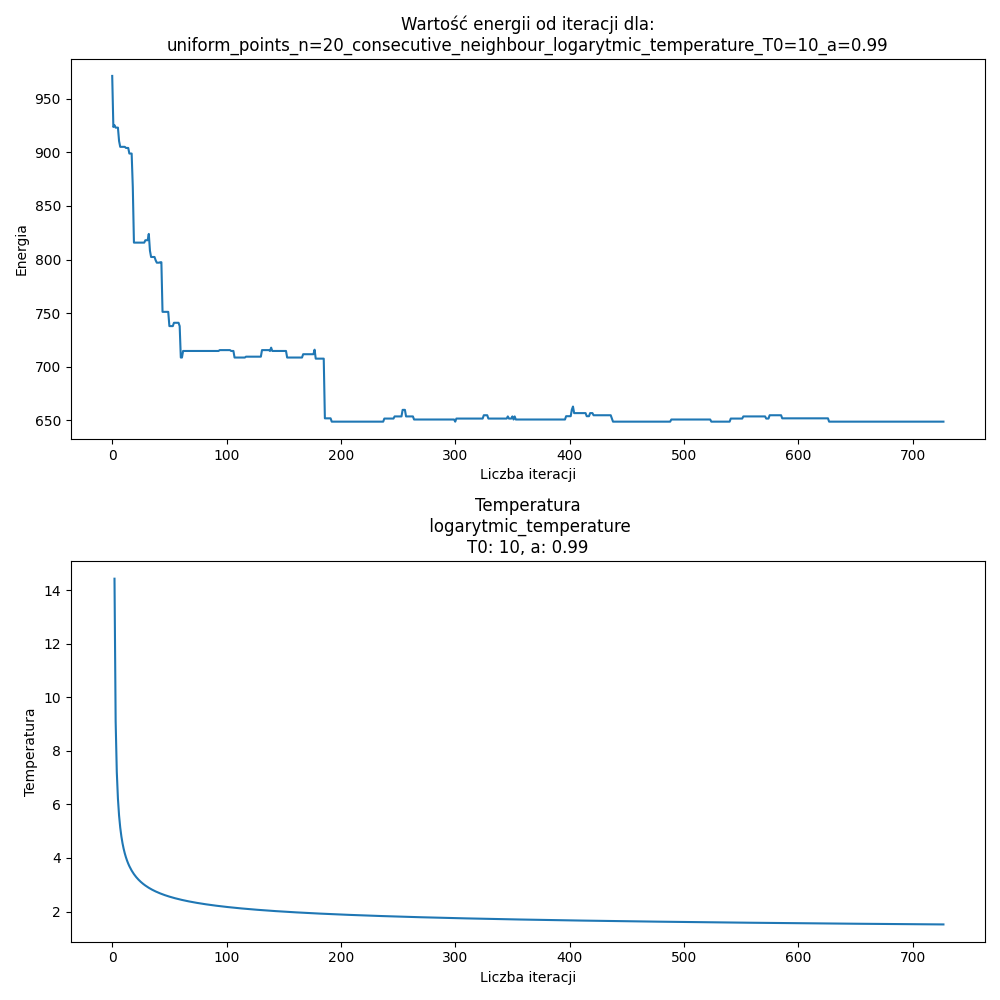 Wartość energii od iteracji dla:
uniform_points_n=20_consecutive_neighbour_logarytmic_temperature_T0=10_a=0.99
950
900
850
800
750
700
650
Energia
0 100 200 300 400 500 600 700
Liczba iteracji
Temperatura
logarytmic_temperature
T0: 10, a: 0.99
14
12
10
8
6
4
2
Temperatura
0 100 200 300 400 500 600 700
Liczba iteracji